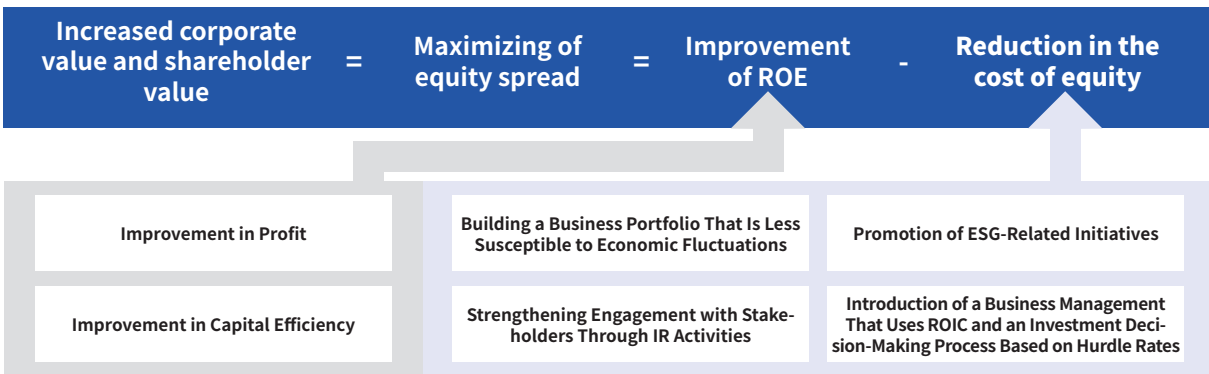 Increased corporate
value and shareholder
value
=
Maximizing of
equity spread
=
Improvement
of ROE
-
Reduction in the
cost of equity
Improvement in Profit
Building a Business Portfolio That Is Less
Susceptible to Economic Fluctuations
Promotion of ESG-Related Initiatives
Improvement in Capital Efficiency
Strengthening Engagement with Stake-
holders Through IR Activities
Introduction of a Business Management
That Uses ROIC and an Investment Deci-
sion-Making Process Based on Hurdle Rates